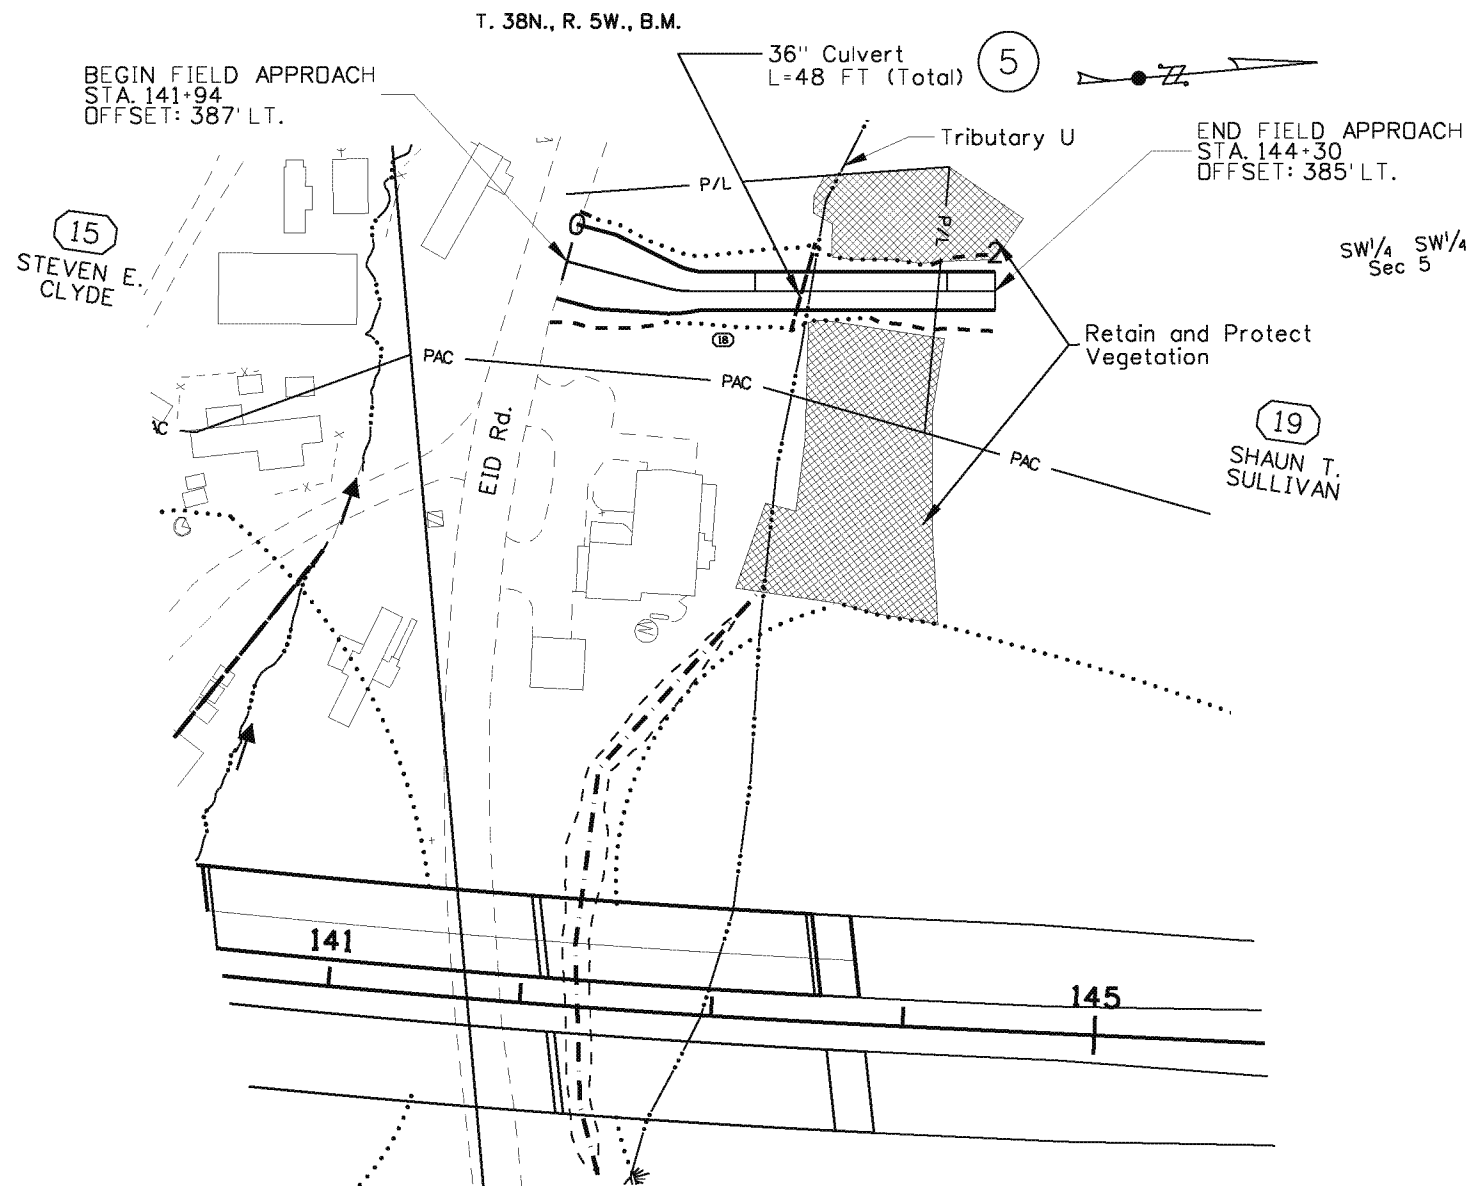 T. 38N., R. 5W., B.M.
36" Culvert
L=48 FT (Total)
5
BEGIN FIELD APPROACH
STA. 141+94
OFFSET: 387' LT.
Tributary U
END FIELD APPROACH
STA. 144+30
OFFSET: 385' LT.
P/L
P/L
15
STEVEN E.
CLYDE
SW1/4 SW1/4
Sec 5
2
18
Retain and Protect
Vegetation
PAC
PAC
PAC
19
SHAUN T.
SULLIVAN
EID Rd.
141
145